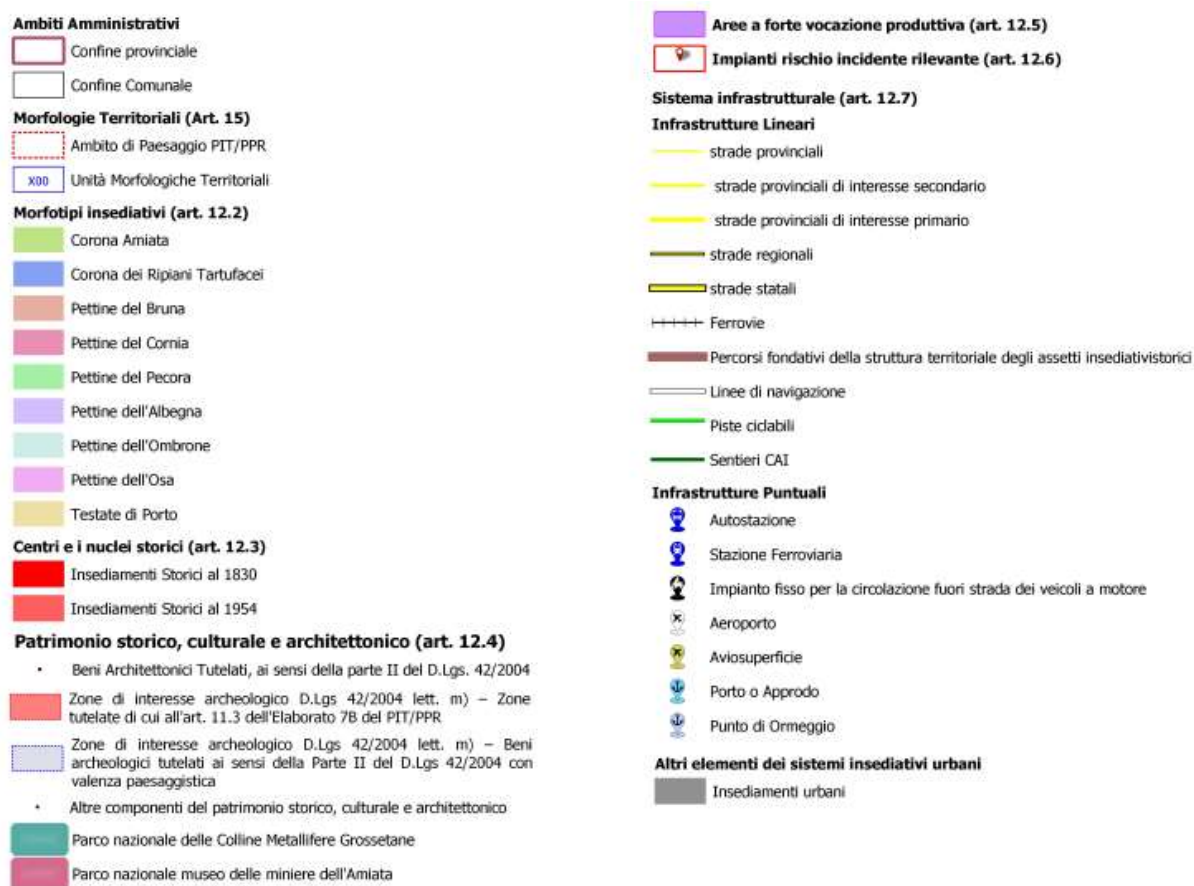 Ambiti Amministrativi
Confine provinciale
Confine Comunale
Morfologie Territoriali (Art. 15)
Ambito di Paesaggio PIT/PPR
X00 Unità Morfologiche Territoriali
Morfotipi insediativi (art. 12.2)
Corona Amiata
Corona dei Ripiani Tartufacei
Pettine del Bruna
Pettine del Cornia
Pettine del Pecora
Pettine dell'Albegna
Pettine dell'Ombrone
Pettine dell'Osa
Testate di Porto
Centri e i nuclei storici (art. 12.3)
Insediamenti Storici al 1830
Insediamenti Storici al 1954
Patrimonio storico, culturale e architettonico (art. 12.4)
Beni Architettonici Tutelati, ai sensi della parte II del D.Lgs. 42/2004
Zone di interesse archeologico D.Lgs 42/2004 lett. m) – Zone
tutelate di cui all'art. 11.3 dell'Elaborato 7B del PIT/PPR
Zone di interesse archeologico D.Lgs 42/2004 lett. m) – Beni
archeologici tutelati ai sensi della Parte II del D.Lgs 42/2004 con
valenza paesaggistica
Altre componenti del patrimonio storico, culturale e architettonico
Parco nazionale delle Colline Metallifere Grossetane
Parco nazionale museo delle miniere dell'Amiata
Aree a forte vocazione produttiva (art. 12.5)
Impianti rischio incidente rilevante (art. 12.6)
Sistema infrastrutturale (art. 12.7)
Infrastrutture Lineari
strade provinciali
strade provinciali di interesse secondario
strade provinciali di interesse primario
strade regionali
strade statali
Ferrovie
Percorsi fondativi della struttura territoriale degli assetti insediativistorici
Linee di navigazione
Piste ciclabili
Sentieri CAI
Infrastrutture Puntuali
Autostazione
Stazione Ferroviaria
Impianto fisso per la circolazione fuori strada dei veicoli a motore
Aeroporto
Aviosuperficie
Porto o Approdo
Punto di Ormeggio
Altri elementi dei sistemi insediativi urbani
Insediamenti urbani